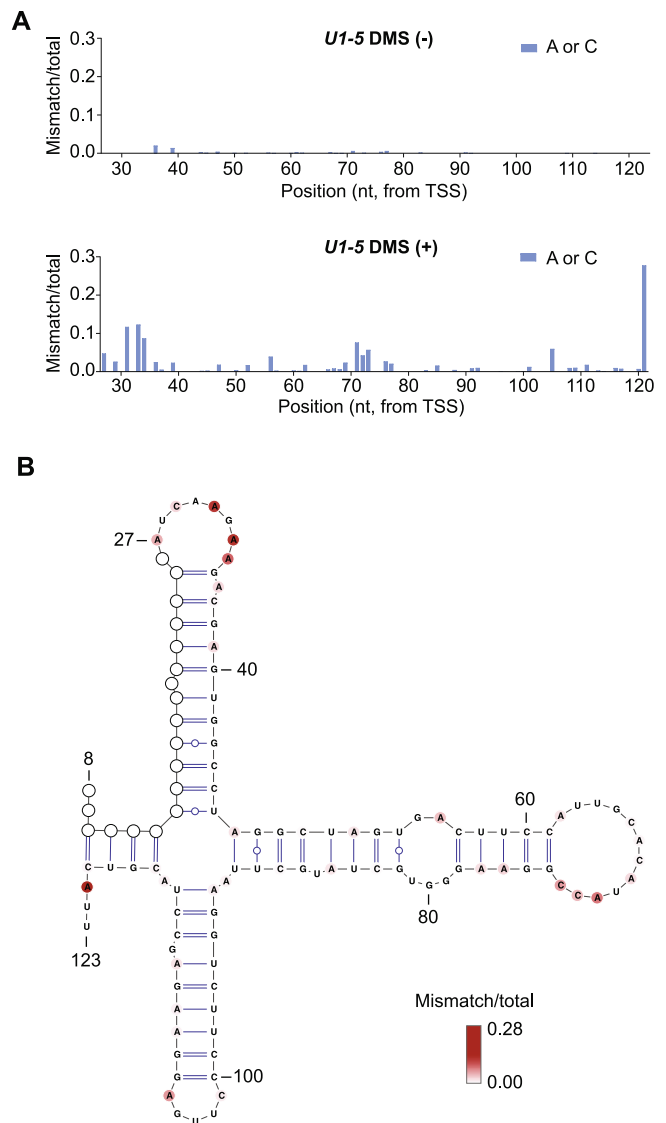 A
U1-5 DMS (-)
A or C
Mismatch/total
0.3
0.2
0.1
0.0
30 40 50 60 70 80 90 100 110 120
Position (nt, from TSS)
U1-5 DMS (+)
A or C
Mismatch/total
0.3
0.2
0.1
0.0
30 40 50 60 70 80 90 100 110 120
Position (nt, from TSS)
B
8
27
A U C A A G A A G A C G A G
40
U G G C C U
A G G C U A G U G A C U U C C A U U G C A C A U A C C
60
G G A A G G U G C U A U G C U U
80
A A G G U C U U C C C U U G A G G A A G A G C C U A
100
C G U C A U U
123
Mismatch/total
0.28
0.00